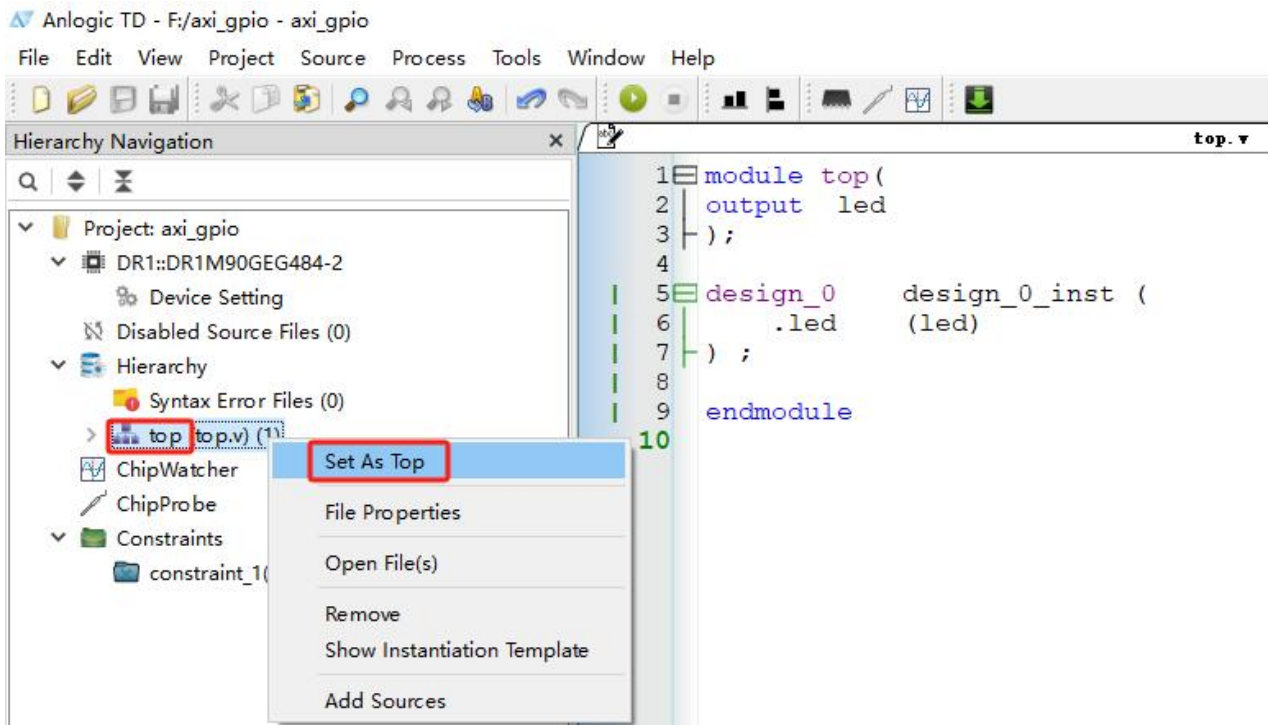 Anlogic TD - F:/axi_gpio - axi_gpio
File Edit View Project Source Process Tools Window Help
Hierarchy Navigation
top.v
Project: axi_gpio
DR1::DR1M90GEG484-2
Device Setting
Disabled Source Files (0)
Hierarchy
Syntax Error Files (0)
top (top.v) (1)
ChipWatcher
ChipProbe
Constraints
constraint_1(
Set As Top
File Properties
Open File(s)
Remove
Show Instantiation Template
Add Sources
1 module top(
2 output led
3 );
4
5 design_0 design_0_inst (
6 .led (led)
7 ) ;
8
9 endmodule
10